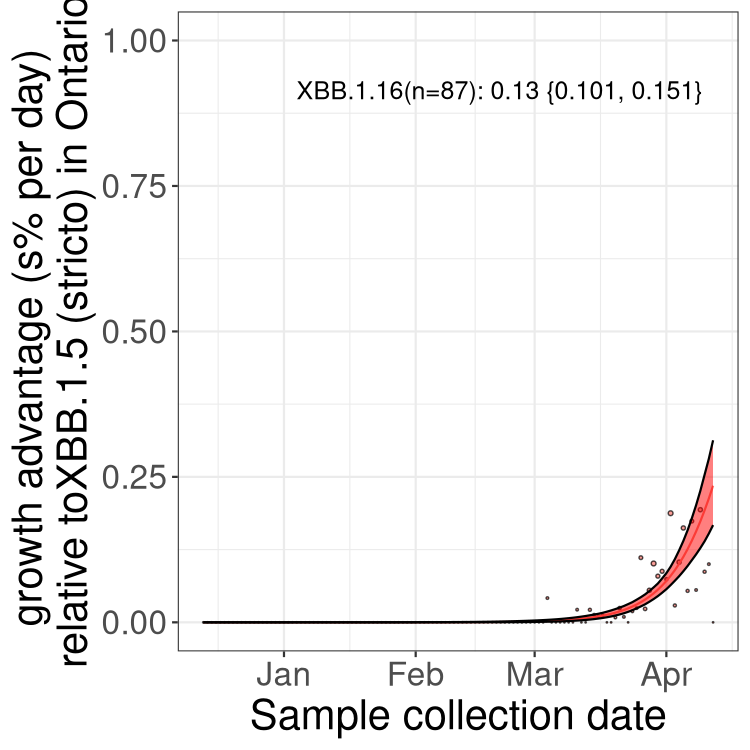 growth advantage (s% per day)
relative toXBB.1.5 (stricto) in Ontario
1.00
0.75
0.50
0.25
0.00
XBB.1.16(n=87): 0.13 {0.101, 0.151}
Jan Feb Mar Apr
Sample collection date